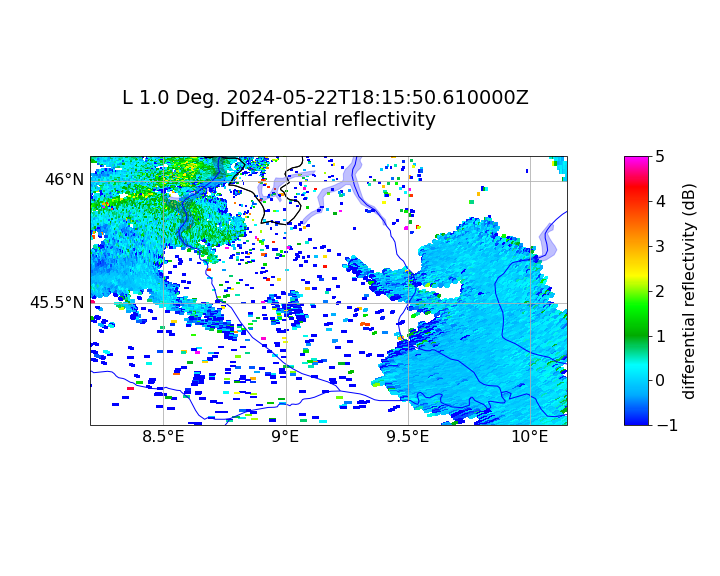 L 1.0 Deg. 2024-05-22T18:15:50.610000Z
Differential reflectivity
46°N
45.5°N
8.5°E
9°E
9.5°E
10°E
5
4
3
2
1
0
−1
differential reflectivity (dB)